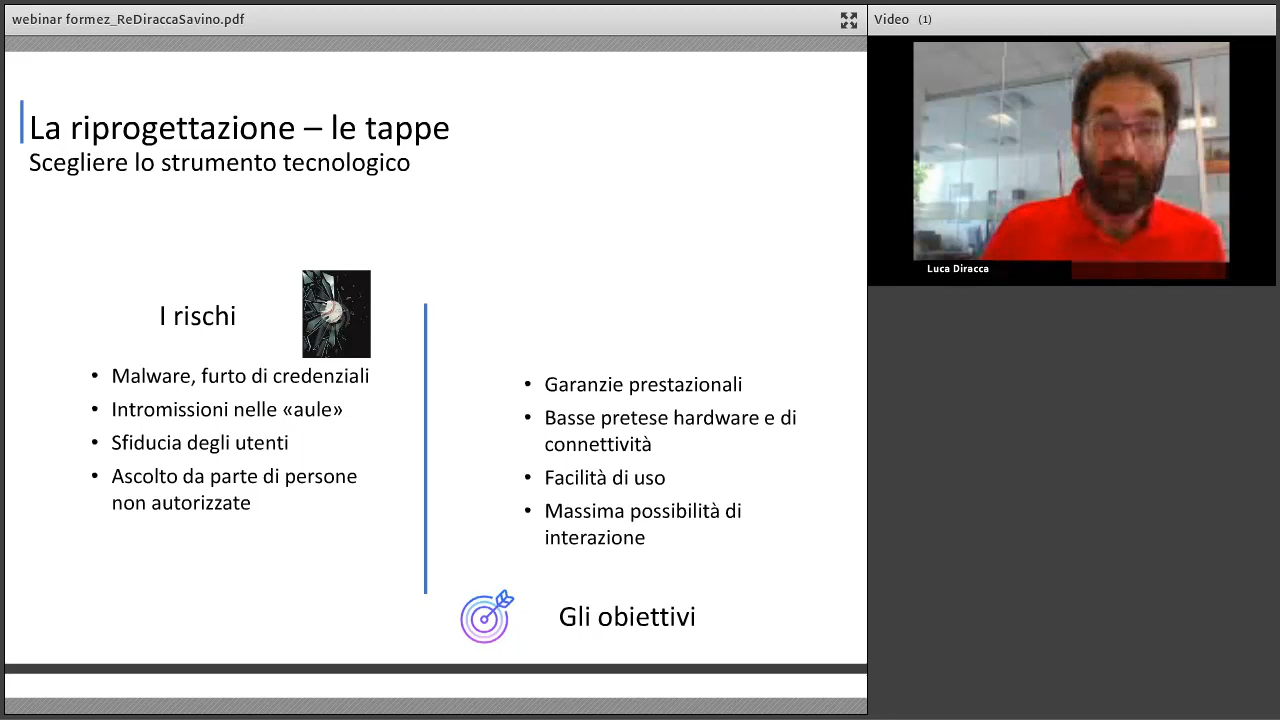 webinar formez_ReDiraccaSavino.pdf
Video (1)
La riprogettazione – le tappe
Scegliere lo strumento tecnologico
I rischi
• Malware, furto di credenziali
• Intromissioni nelle «aule»
• Sfiducia degli utenti
• Ascolto da parte di persone
non autorizzate
• Garanzie prestazionali
• Basse pretese hardware e di
connettività
• Facilità di uso
• Massima possibilità di
interazione
Gli obiettivi
Luca Diracca